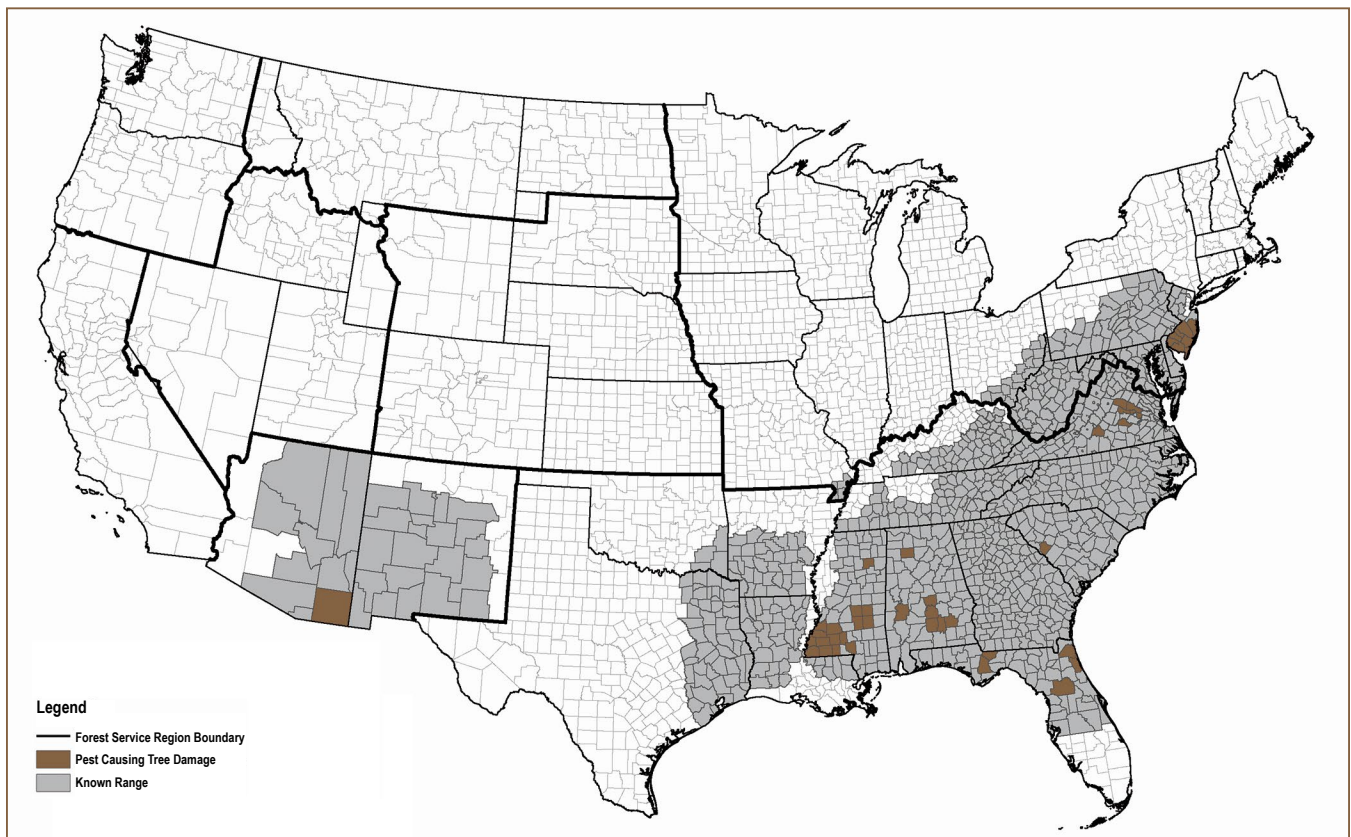 Legend
Forest Service Region Boundary
Pest Causing Tree Damage
Known Range